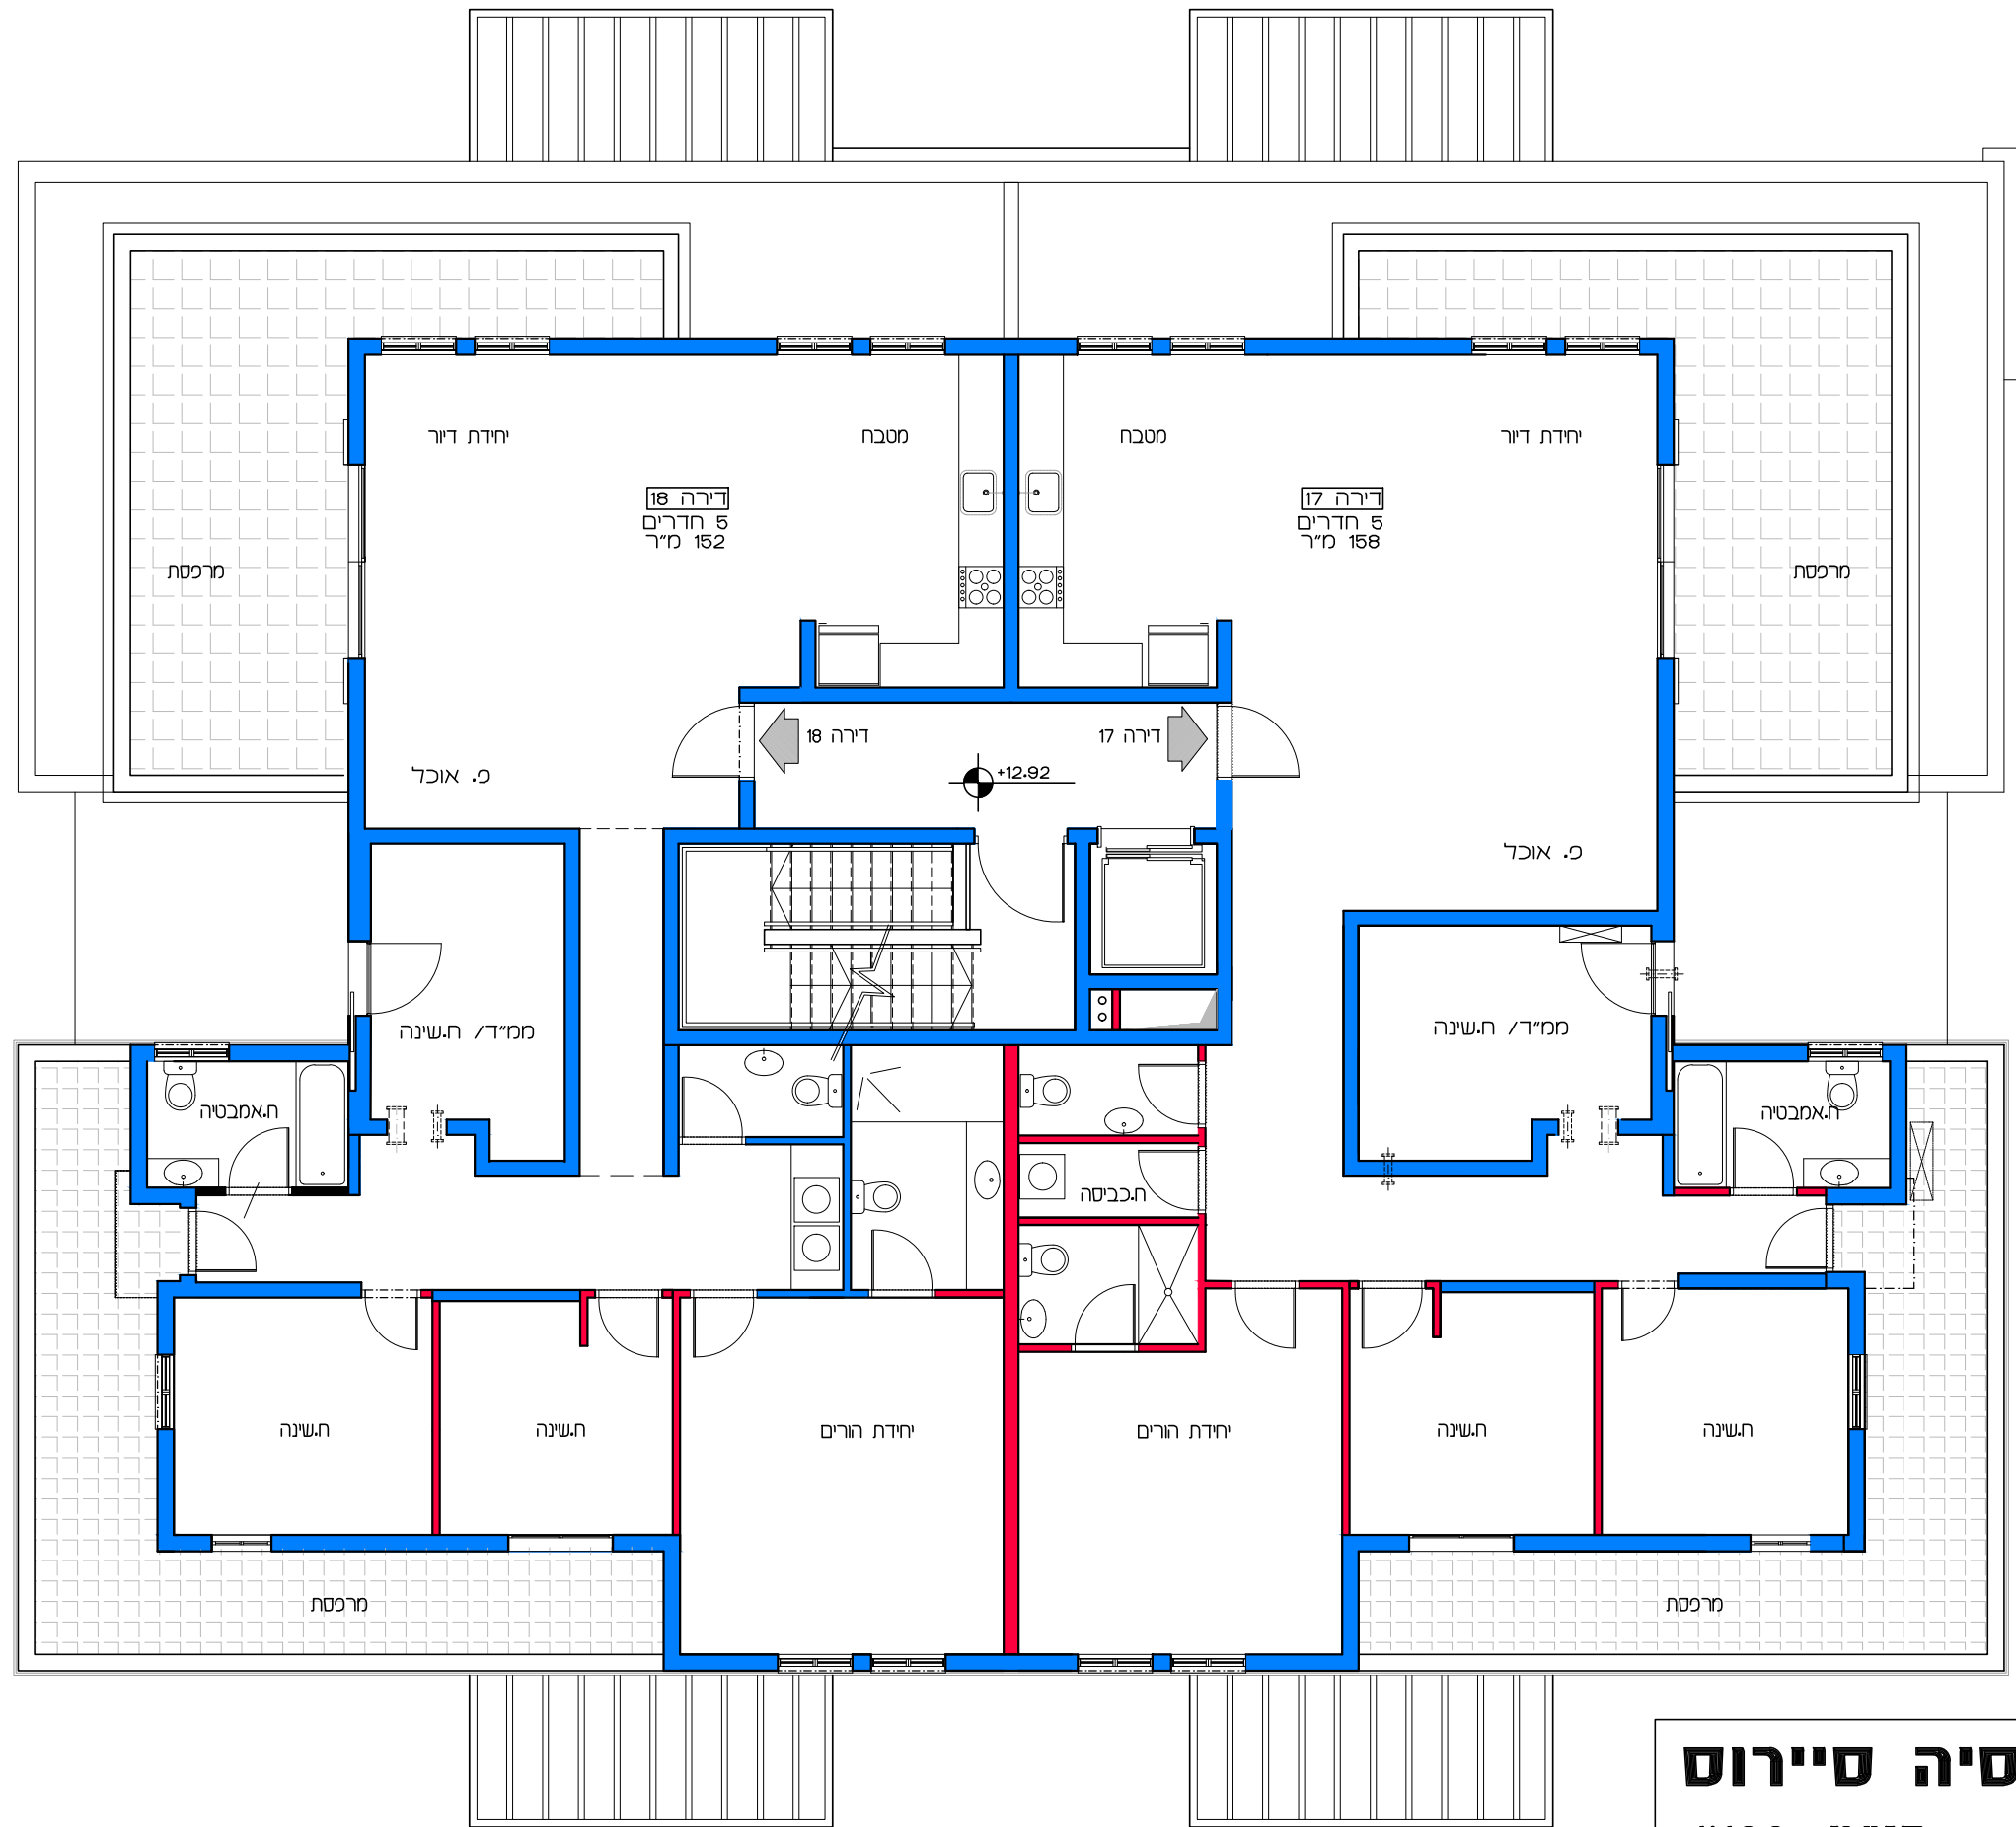 יחידת דיור
מטבח
מטבח
יחידת דיור
דירה 18
5 חדרים
152 מ"ר
דירה 17
5 חדרים
158 מ"ר
מרפסת
מרפסת
דירה 18
דירה 17
+12.92
פ. אוכל
פ. אוכל
ממ"ד/ ח.שינה
ממ"ד/ ח.שינה
ח.אמבטיה
ח.אמבטיה
ח.כביסה
ח.שינה
ח.שינה
יחידת הורים
יחידת הורים
ח.שינה
ח.שינה
מרפסת
מרפסת
סיירוס